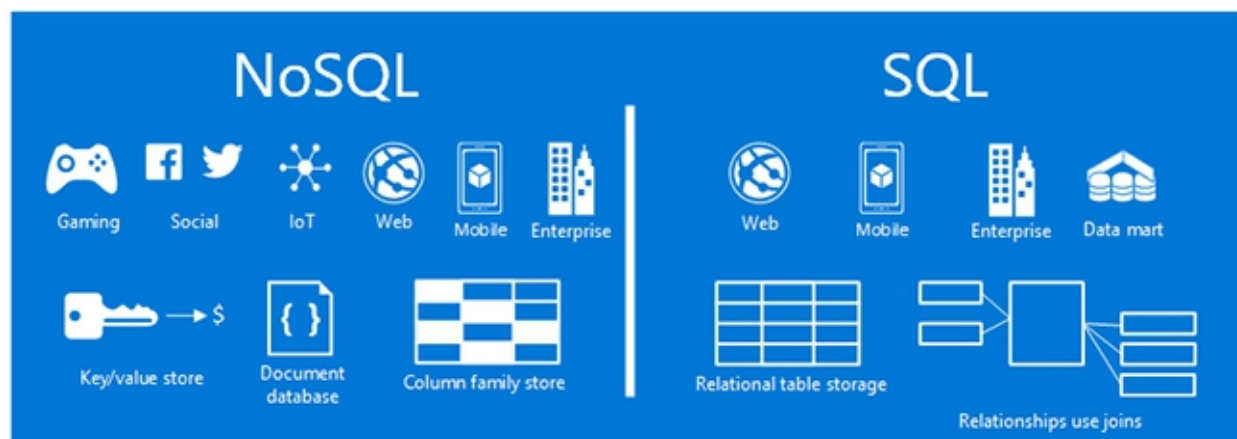 NoSQL
SQL
Gaming
Social
IoT
Web
Mobile
Enterprise
Web
Mobile
Enterprise
Data mart
$
{ }
Key/value store
Document
database
Column family store
Relational table storage
Relationships use joins